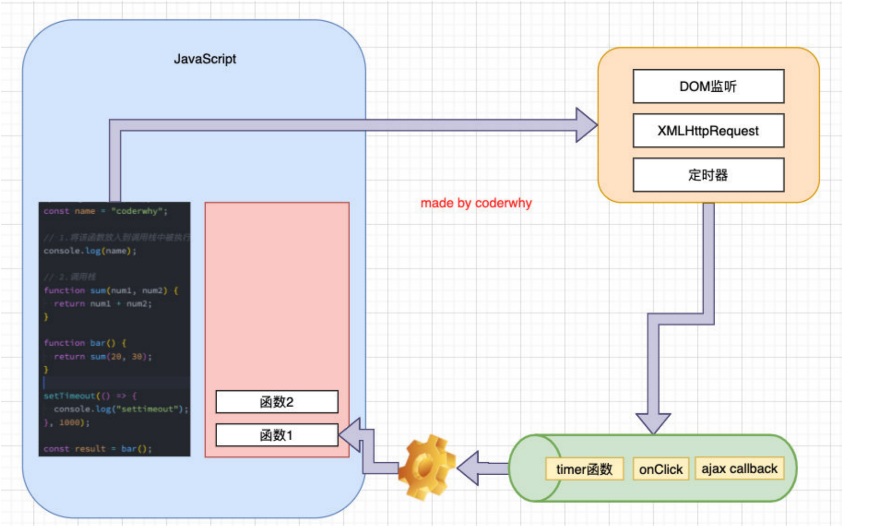 JavaScript
DOM监听
XMLHttpRequest
定时器
made by coderwhy
const name = "coderwhy";
// 1.将该函数放入到调用栈中被执行
console.log(name);
// 2.调用栈
function sum(num1, num2) {
return num1 + num2;
}
function bar() {
return sum(20, 30);
}
setTimeout(() => {
console.log("settimeout");
}, 1000);
const result = bar();
函数2
函数1
timer函数
onClick
ajax callback